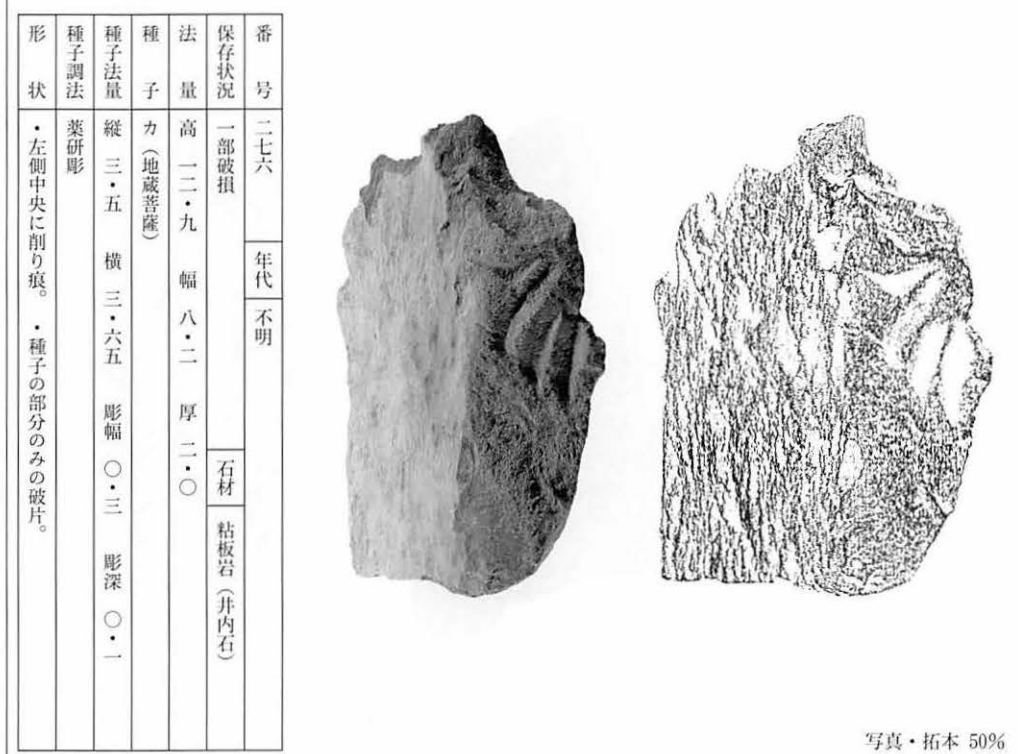 番号 二七六 年代 不明
保存状況 一部破損 石材 粘板岩（井内石）
法量 高 一二・九 幅 八・二 厚 二・〇
種子 カ（地蔵菩薩）
種子法量 縦 三・五 横 三・六五 彫幅 〇・三 彫深 〇・一
種子調法 薬研彫
形状 ・左側中央に削り痕。 ・種子の部分のみの破片。
写真・拓本 50%